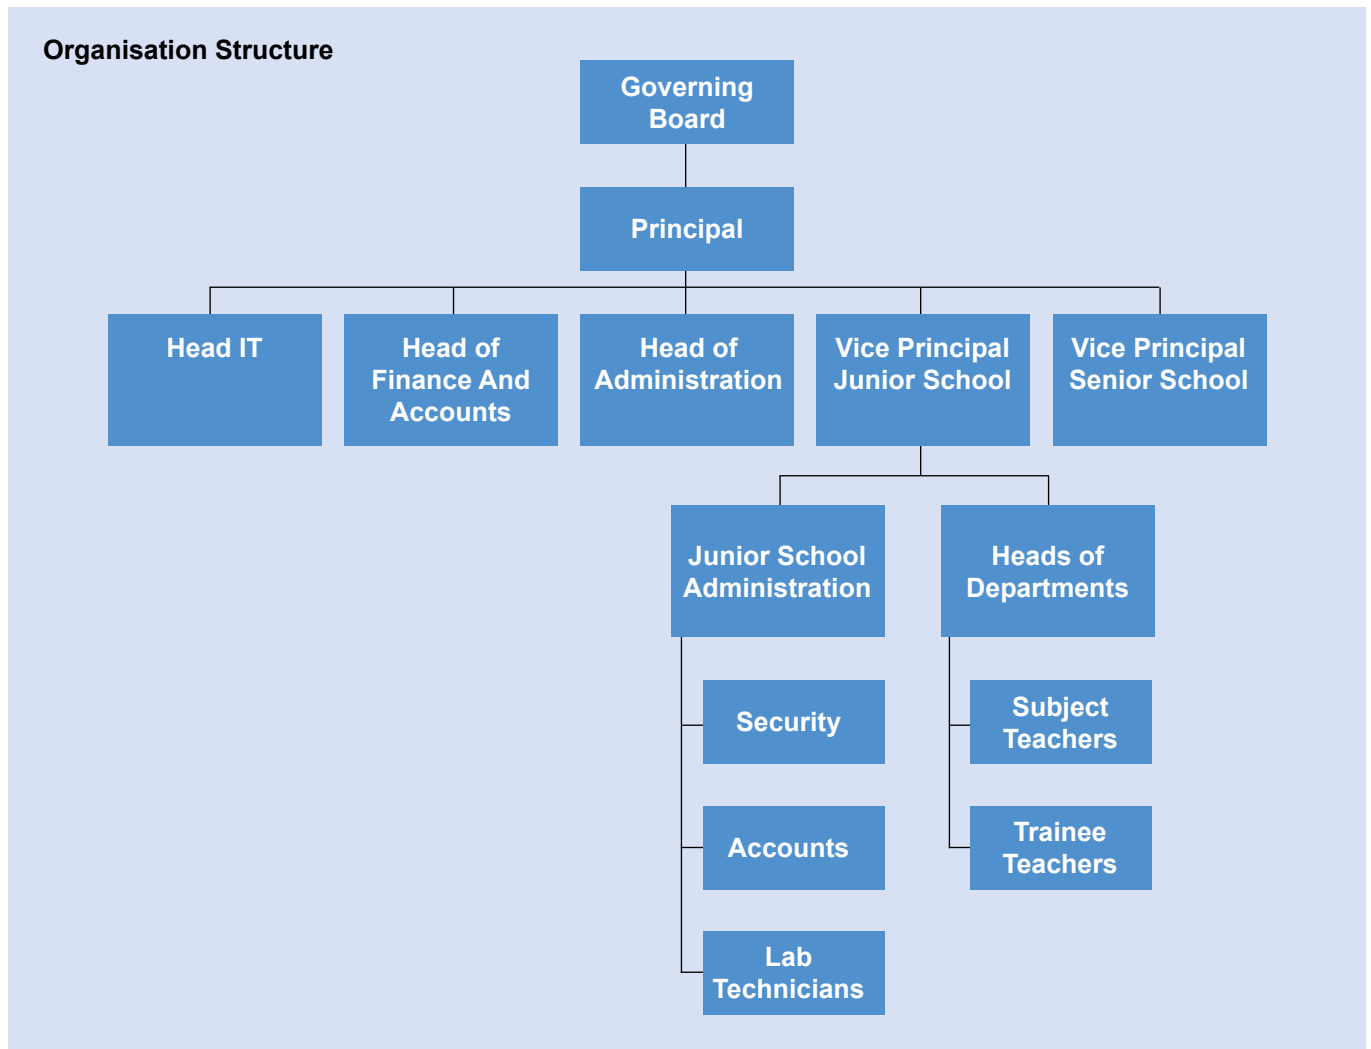 Organisation Structure
Governing
Board
Principal
Head IT
Head of
Finance And
Accounts
Head of
Administration
Vice Principal
Junior School
Vice Principal
Senior School
Junior School
Administration
Heads of
Departments
Security
Accounts
Lab
Technicians
Subject
Teachers
Trainee
Teachers